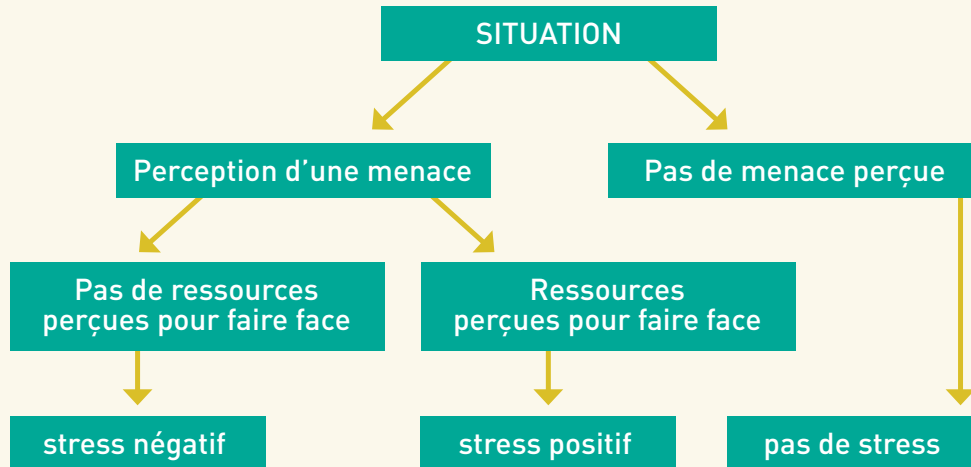 SITUATION
Perception d’une menace
Pas de menace perçue
Pas de ressources
perçues pour faire face
Ressources
perçues pour faire face
stress négatif
stress positif
pas de stress